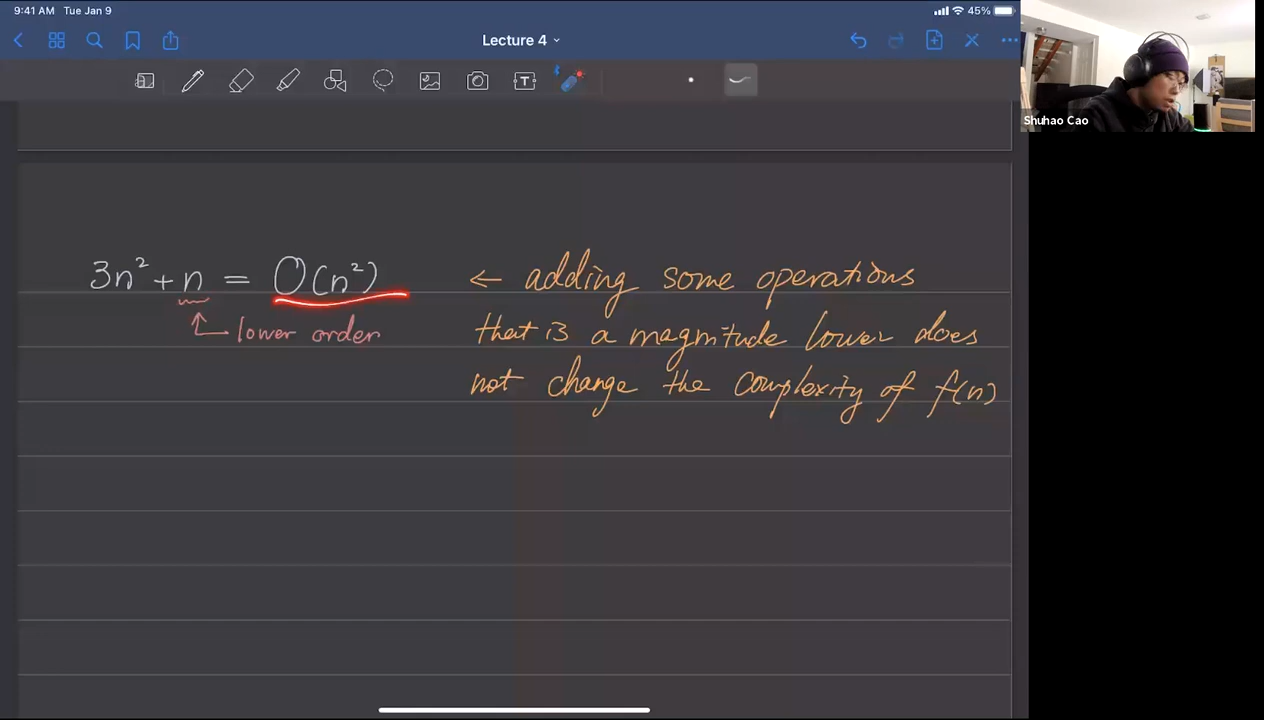 9:41 AM Tue Jan 9
45%
Lecture 4
T
Shuhao Cao
3n² + n = O(n²) ← adding some operations
lower order
that is a magnitude lower does
not change the complexity of f(n)